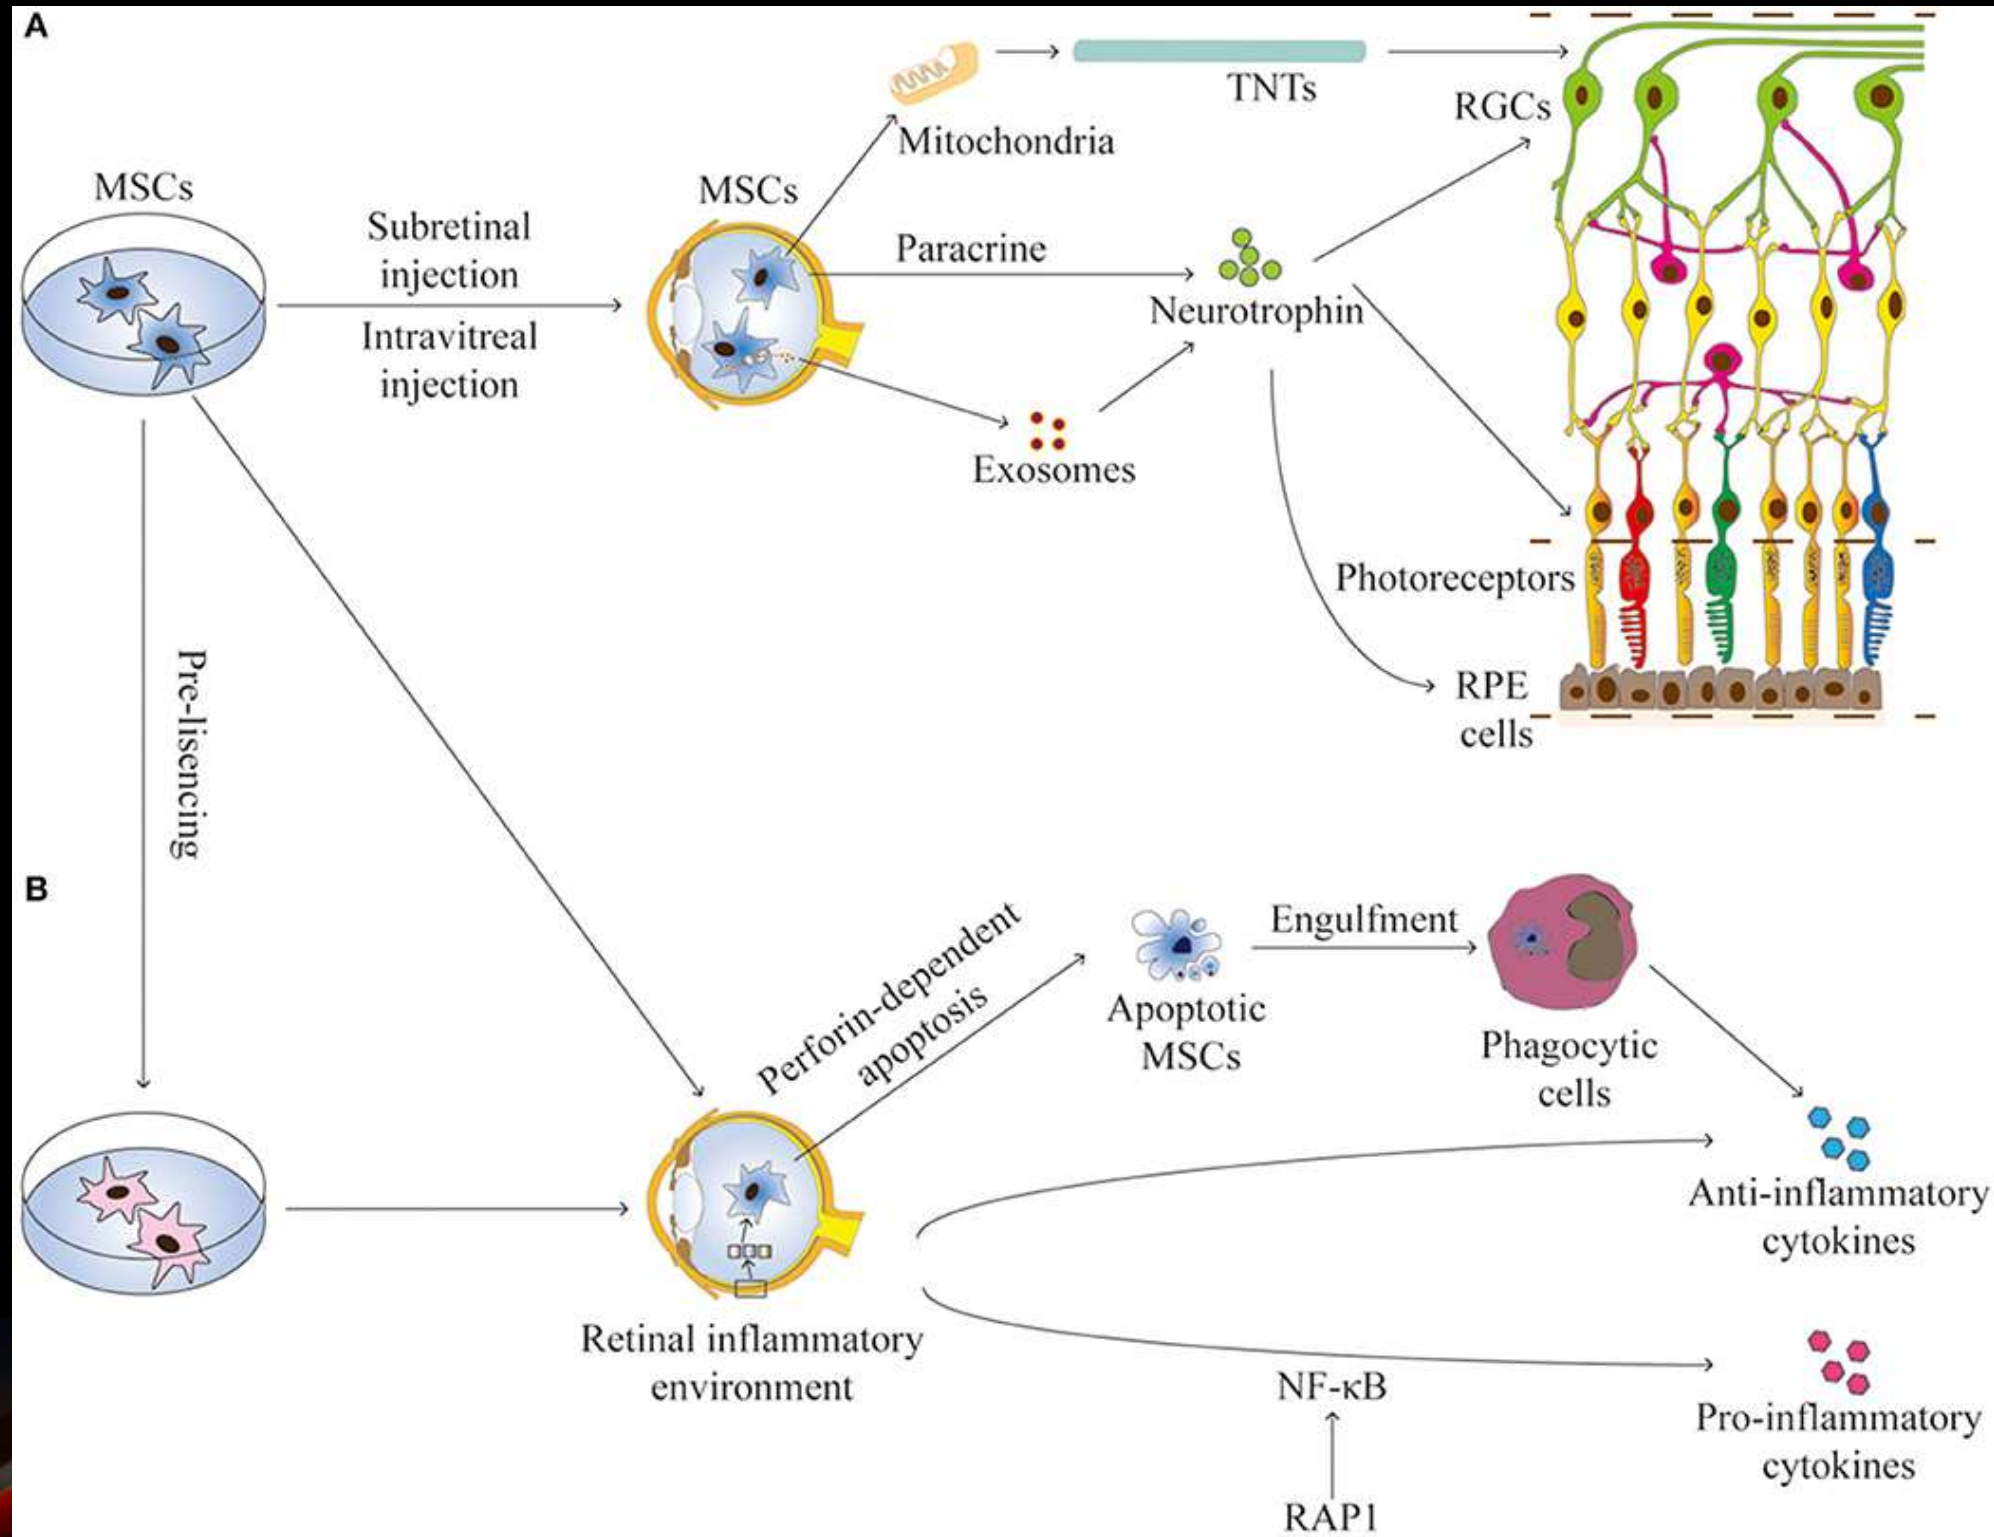 A
MSCs
Subretinal
injection
Intravitreal
injection
MSCs
Mitochondria
TNTs
Paracrine
Neurotrophin
Exosomes
RGCs
Photoreceptors
RPE
cells
Pre-lisencing
B
Perforin-dependent
apoptosis
Apoptotic
MSCs
Engulfment
Phagocytic
cells
Retinal inflammatory
environment
Anti-inflammatory
cytokines
NF-κB
RAP1
Pro-inflammatory
cytokines